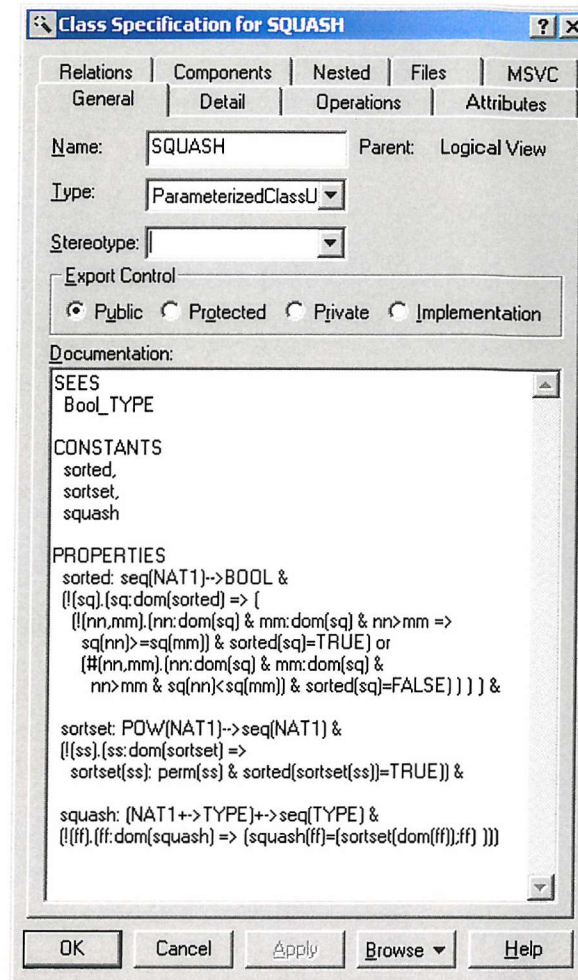 Class Specification for SQUASH
Relations Components Nested Files MSVC
General Detail Operations Attributes
Name: SQUASH Parent: Logical View
Type: ParameterizedClassU
Stereotype:
Export Control
Public Protected Private Implementation
Documentation:
SEES
Bool_TYPE
CONSTANTS
sorted,
sortset,
squash
PROPERTIES
sorted: seq(NAT1)-->BOOL &
(!(sq).(sq:dom(sorted) => (
(!(nn,mm).(nn:dom(sq) & mm:dom(sq) & nn>mm =>
sq(nn)>=sq(mm)) & sorted(sq)=TRUE) or
(#(nn,mm).(nn:dom(sq) & mm:dom(sq) &
nn>mm & sq(nn)<sq(mm)) & sorted(sq)=FALSE) ) ) ) &
sortset: POW(NAT1)-->seq(NAT1) &
(!(ss).(ss:dom(sortset) =>
sortset(ss): perm(ss) & sorted(sortset(ss))=TRUE)) &
squash: (NAT1+->TYPE)+->seq(TYPE) &
(!(ff).(ff:dom(squash) => (squash(ff)=(sortset(dom(ff));ff) )))
OK Cancel Apply Browse Help